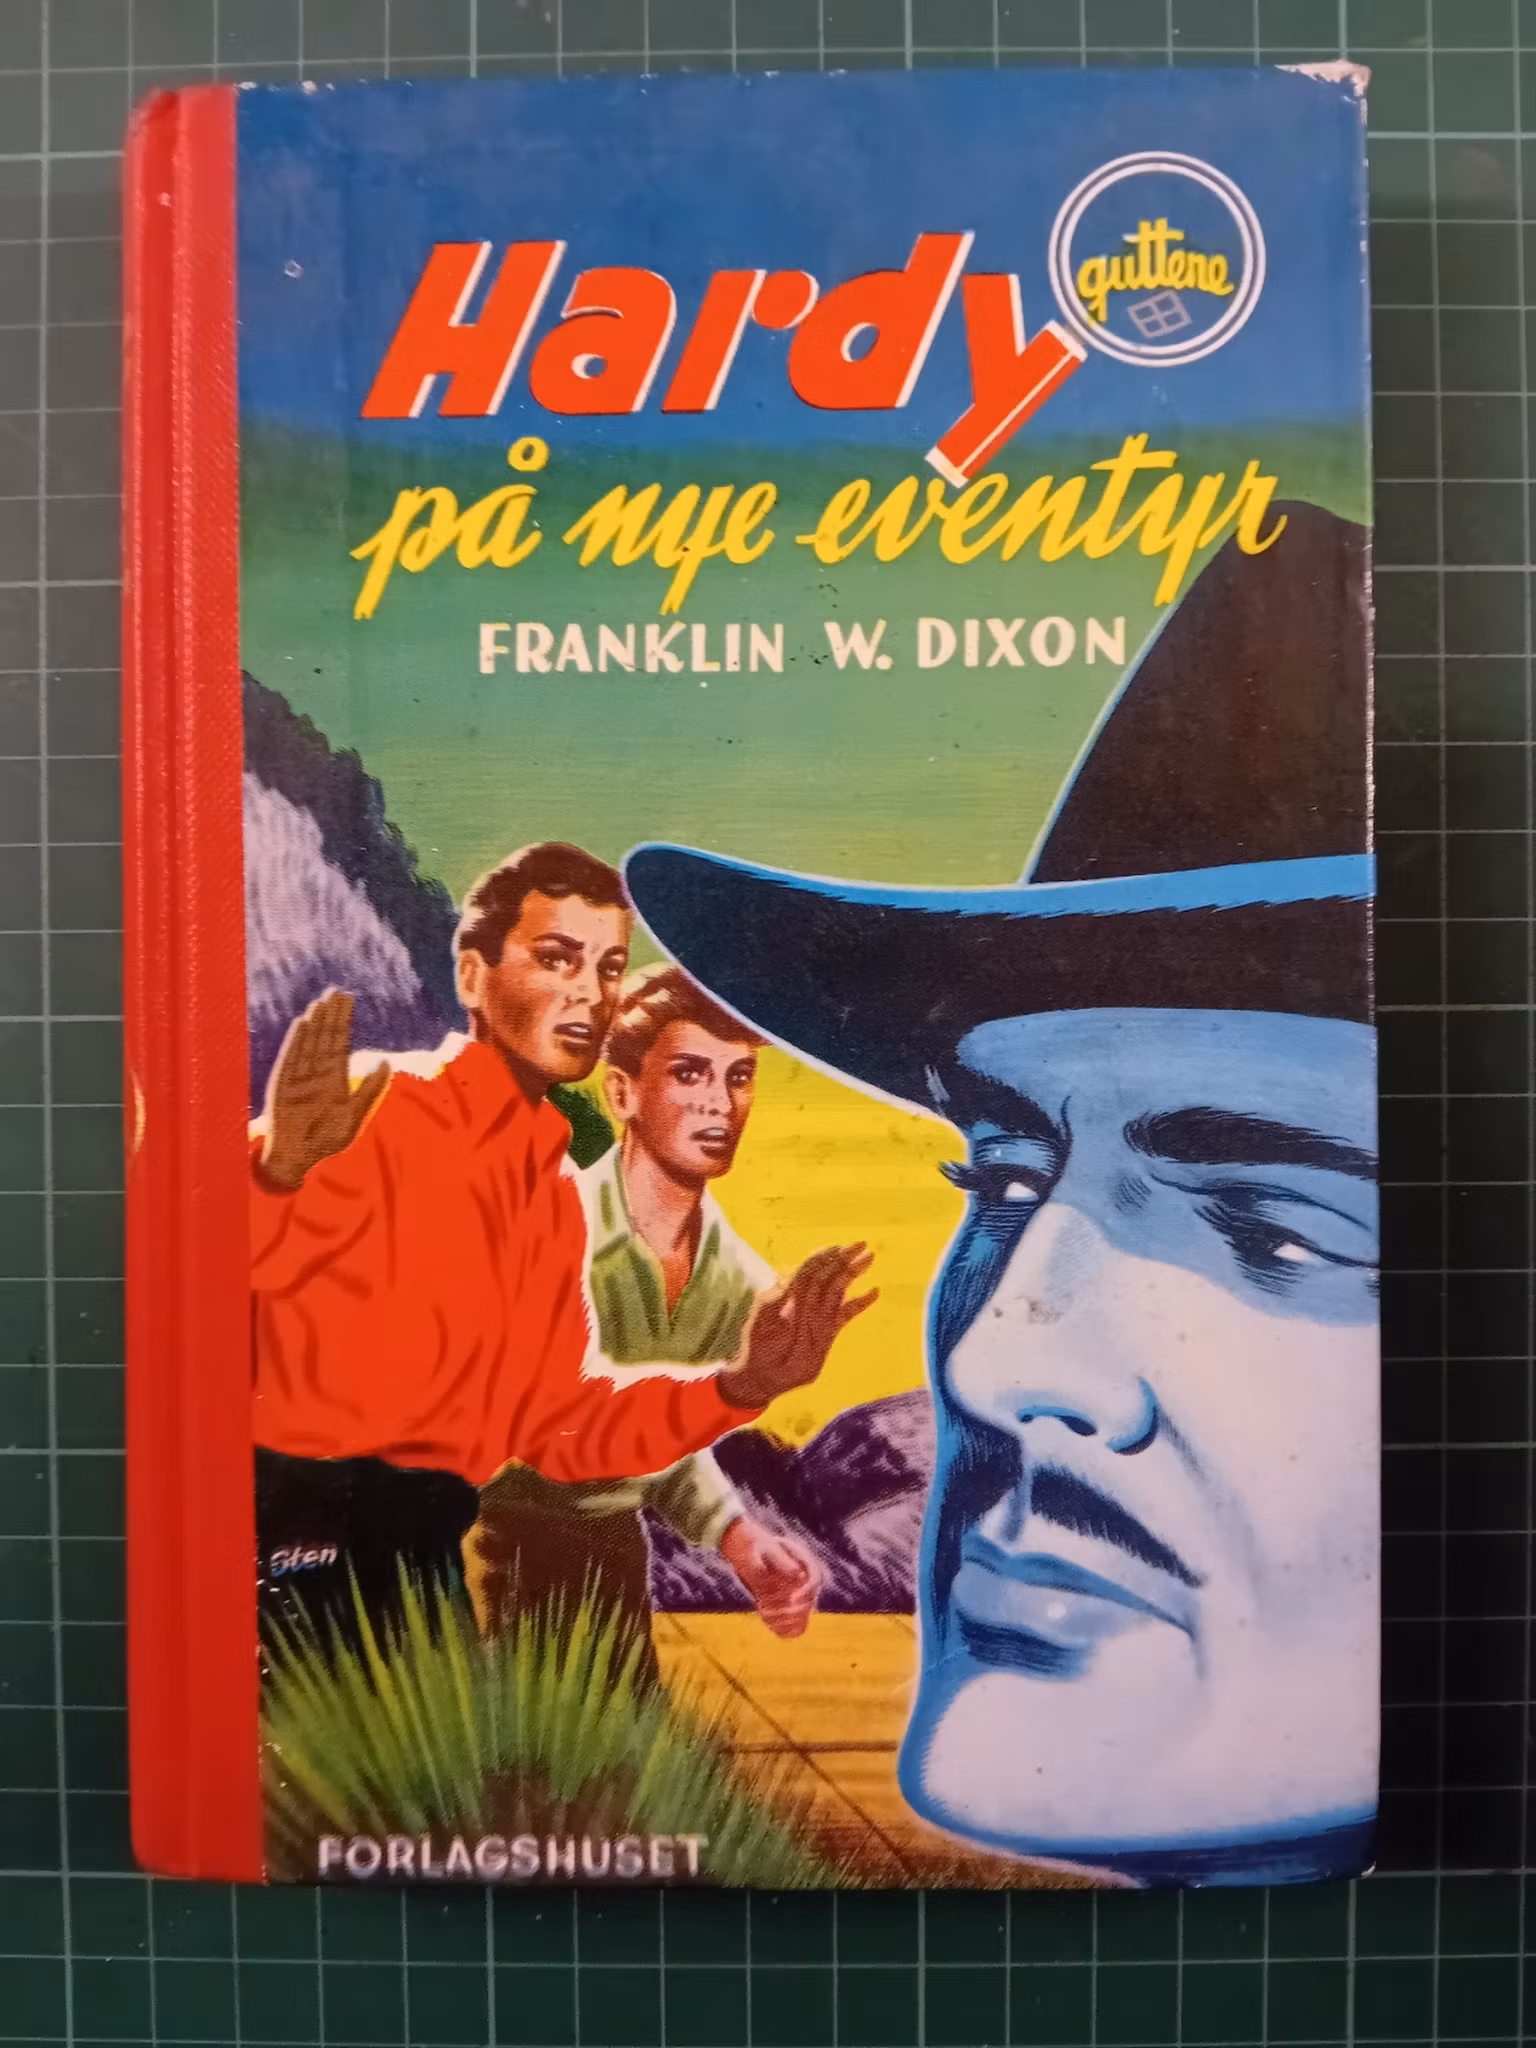 Hardy
guttene
på nye eventyr
FRANKLIN W. DIXON
Sten
FORLAGSHUSET